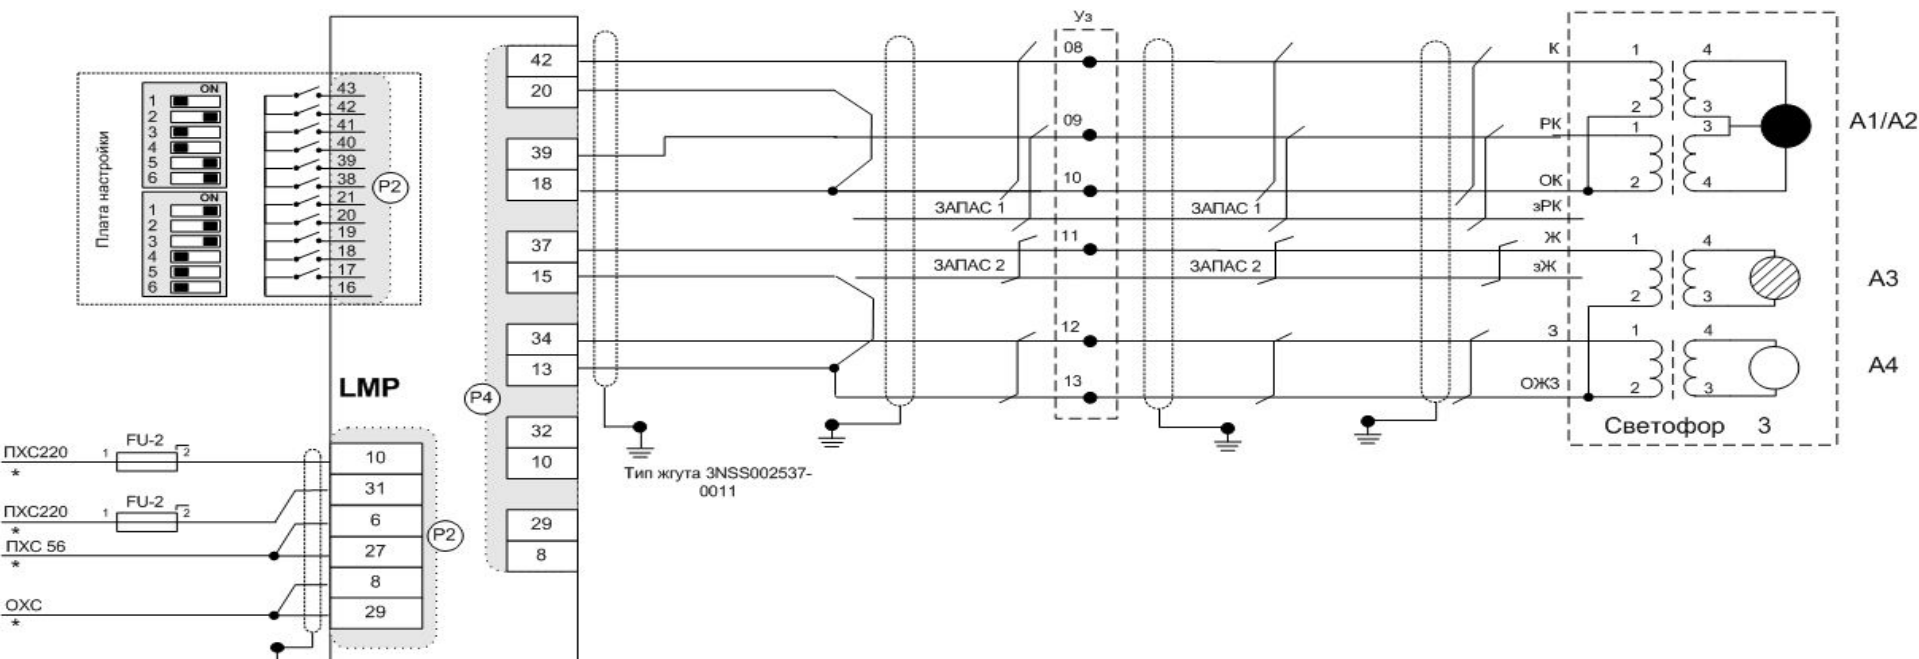 Плата настройки
ON
1
2
3
4
5
6
ON
1
2
3
4
5
6
43
42
41
40
39
38
21
20
19
18
17
16
P2
LMP
ПХС220
*
1 FU-2 2
ПХС220
*
1 FU-2 2
ПХС 56
*
ОХС
*
10
31
6
27
8
29
P2
P4
42
20
39
18
37
15
34
13
32
10
29
8
Тип жгута 3NSS002537-
0011
Уз
08
09
10
11
12
13
ЗАПАС 1
ЗАПАС 1
ЗАПАС 2
ЗАПАС 2
К
РК
ОК
зРК
Ж
зЖ
З
ОЖЗ
1 4
2 3
1 3
2 4
A1/A2
1 4
2 3
A3
1 4
2 3
A4
Светофор 3